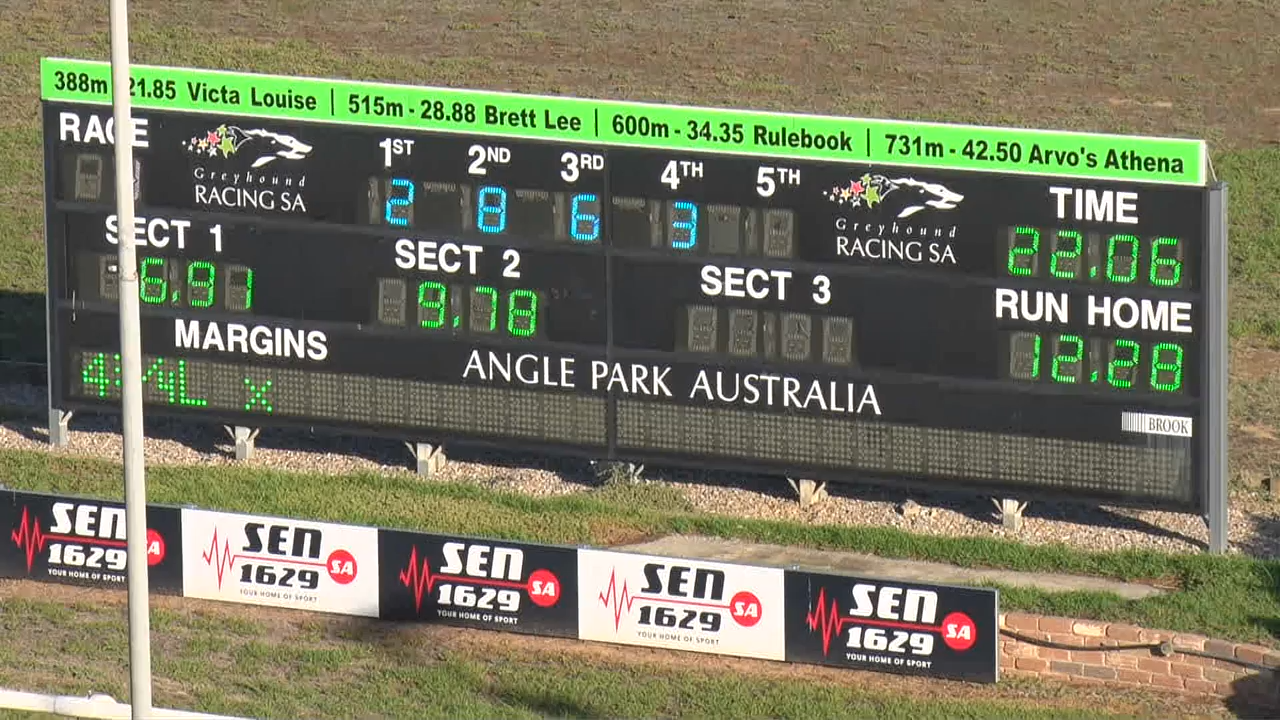 388m 21.85 Victa Louise | 515m - 28.88 Brett Lee | 600m - 34.35 Rulebook | 731m - 42.50 Arvo's Athena
RACE
Greyhound
RACING SA
1ST 2ND 3RD 4TH 5TH
2 8 6 3
Greyhound
RACING SA
TIME
22.06
SECT 1
6.91
SECT 2
9.78
SECT 3
RUN HOME
12.28
MARGINS
ANGLE PARK AUSTRALIA
BROOK
SEN SA
1629
YOUR HOME OF SPORT
SEN SA
1629
YOUR HOME OF SPORT
SEN SA
1629
YOUR HOME OF SPORT
SEN SA
1629
YOUR HOME OF SPORT
SEN SA
1629
YOUR HOME OF SPORT